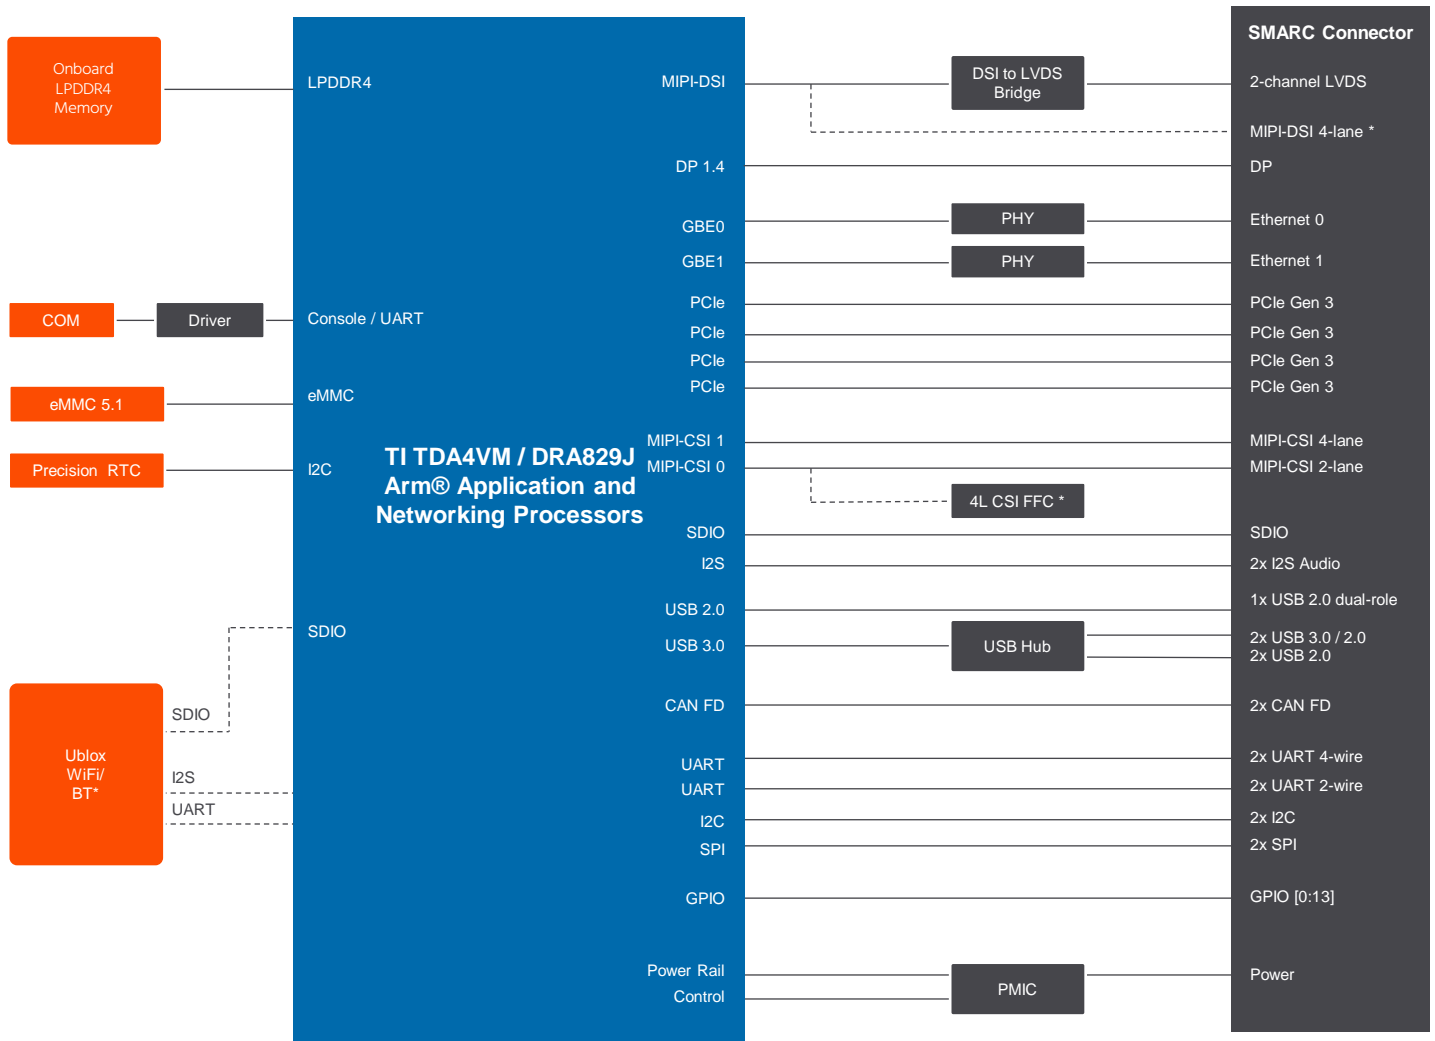 Onboard
LPDDR4
Memory
COM
Driver
eMMC 5.1
Precision RTC
Ublox
WiFi/
BT*
SDIO
I2S
UART
LPDDR4
Console / UART
eMMC
I2C
SDIO
TI TDA4VM / DRA829J
Arm® Application and
Networking Processors
MIPI-DSI
DP 1.4
GBE0
GBE1
PCIe
PCIe
PCIe
PCIe
MIPI-CSI 1
MIPI-CSI 0
SDIO
I2S
USB 2.0
USB 3.0
CAN FD
UART
UART
I2C
SPI
GPIO
Power Rail
Control
DSI to LVDS
Bridge
PHY
PHY
4L CSI FFC *
USB Hub
PMIC
SMARC Connector
2-channel LVDS
MIPI-DSI 4-lane *
DP
Ethernet 0
Ethernet 1
PCIe Gen 3
PCIe Gen 3
PCIe Gen 3
PCIe Gen 3
MIPI-CSI 4-lane
MIPI-CSI 2-lane
SDIO
2x I2S Audio
1x USB 2.0 dual-role
2x USB 3.0 / 2.0
2x USB 2.0
2x CAN FD
2x UART 4-wire
2x UART 2-wire
2x I2C
2x SPI
GPIO [0:13]
Power